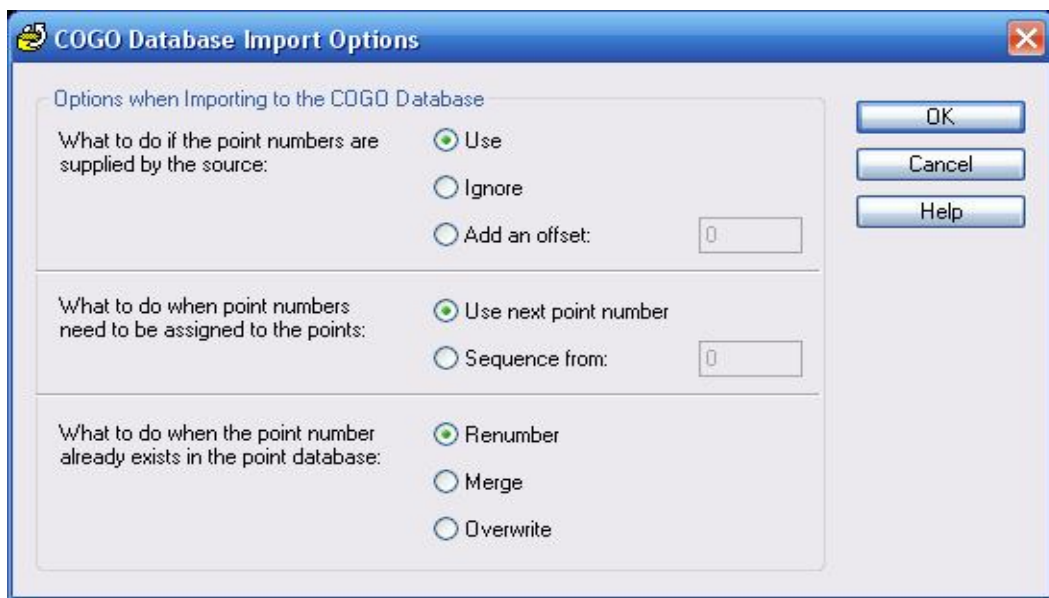 COGO Database Import Options
Options when Importing to the COGO Database
What to do if the point numbers are
supplied by the source:
Use
Ignore
Add an offset:
0
What to do when point numbers
need to be assigned to the points:
Use next point number
Sequence from:
0
What to do when the point number
already exists in the point database:
Renumber
Merge
Overwrite
OK
Cancel
Help